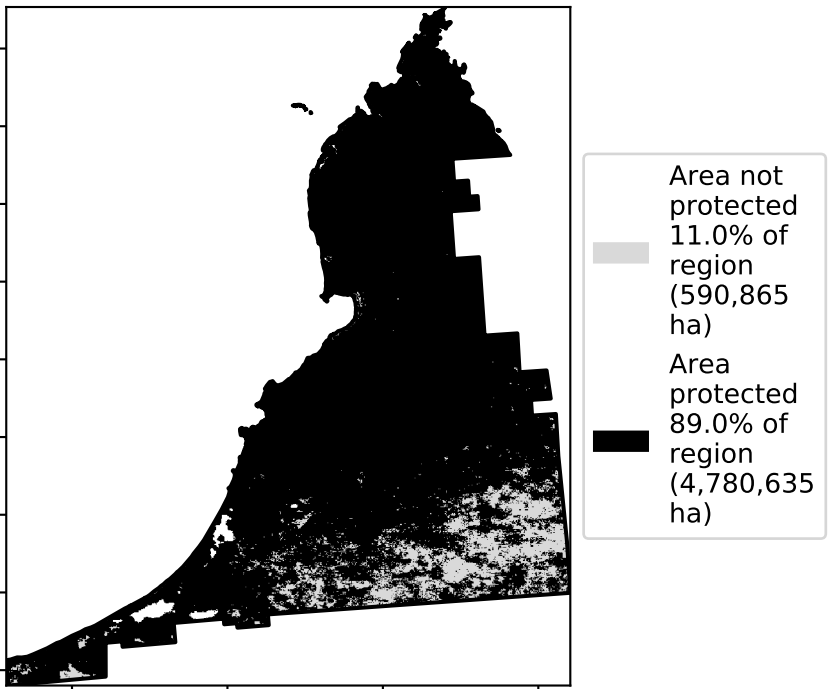 Area not
protected
11.0% of
region
(590,865
ha)
Area
protected
89.0% of
region
(4,780,635
ha)